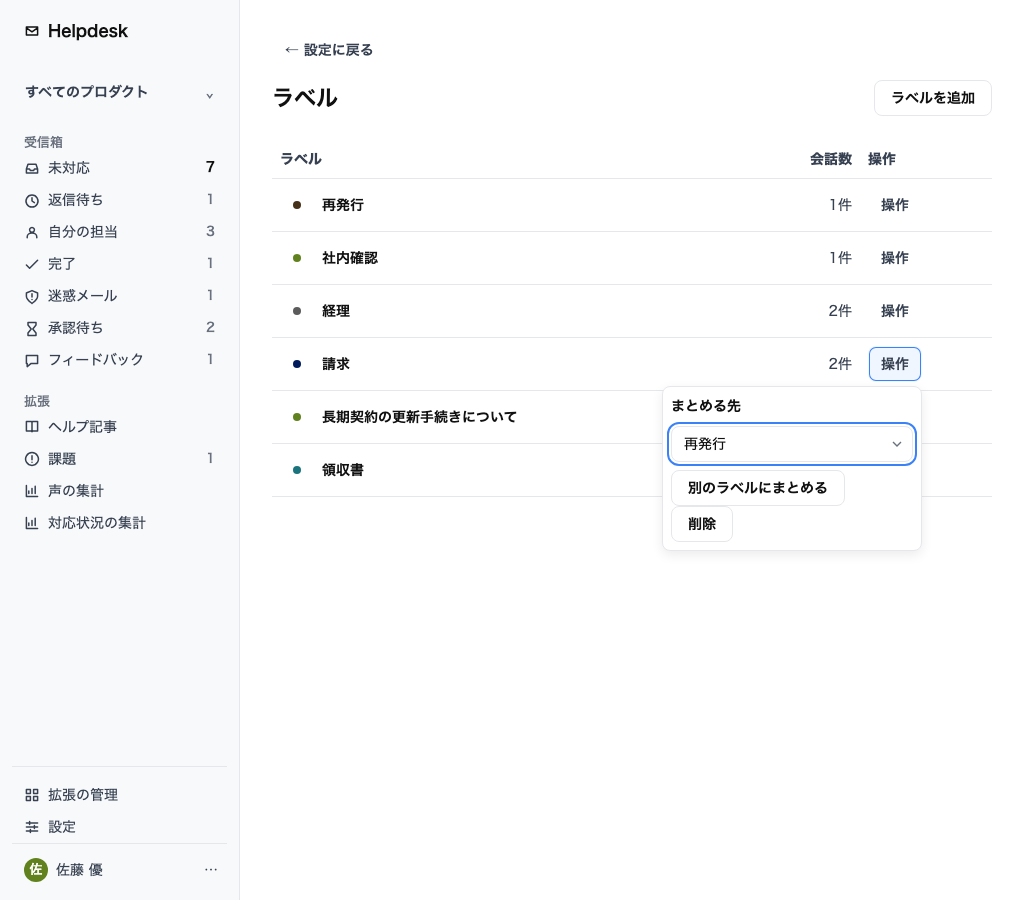 Helpdesk
すべてのプロダクト
受信箱
未対応 7
返信待ち 1
自分の担当 3
完了 1
迷惑メール 1
承認待ち 2
フィードバック 1
拡張
ヘルプ記事
課題 1
声の集計
対応状況の集計
拡張の管理
設定
佐 佐藤 優 …
← 設定に戻る
ラベル
ラベルを追加
ラベル 会話数 操作
再発行 1件 操作
社内確認 1件 操作
経理 2件 操作
請求 2件 操作
長期契約の更新手続きについて
領収書
まとめる先
再発行
別のラベルにまとめる
削除